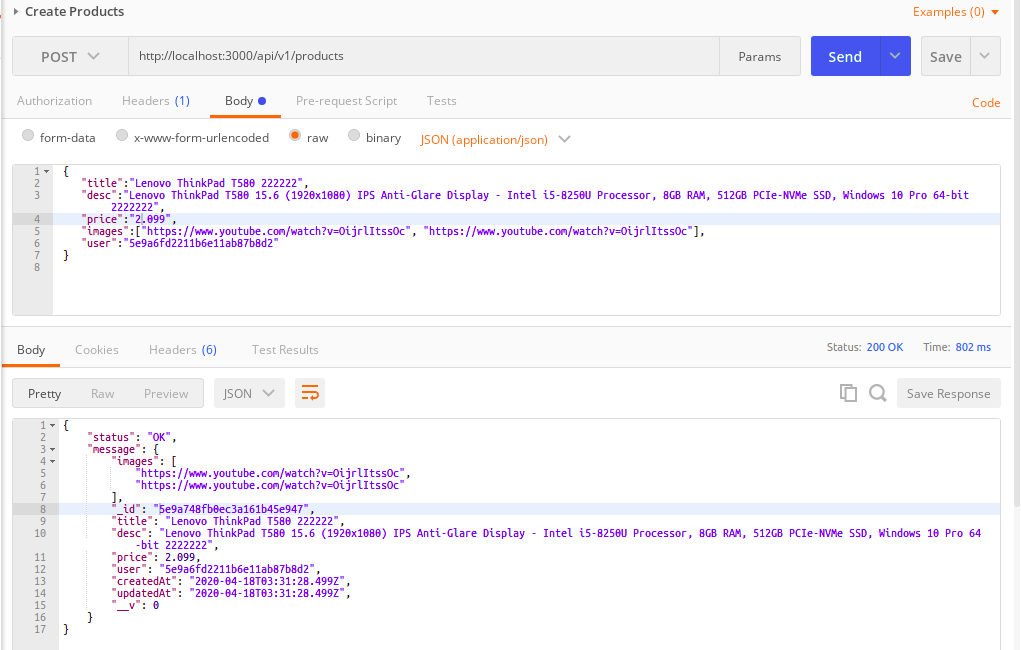 Create Products
Examples (0)
POST
http://localhost:3000/api/v1/products
Params
Send
Save
Authorization
Headers (1)
Body
Pre-request Script
Tests
Code
form-data
x-www-form-urlencoded
raw
binary
JSON (application/json)
1 {
2 "title":"Lenovo ThinkPad T580 222222",
3 "desc":"Lenovo ThinkPad T580 15.6 (1920x1080) IPS Anti-Glare Display - Intel i5-8250U Processor, 8GB RAM, 512GB PCIe-NVMe SSD, Windows 10 Pro 64-bit
2222222",
4 "price":"2.099",
5 "images":["https://www.youtube.com/watch?v=OijrlItssOc", "https://www.youtube.com/watch?v=OijrlItssOc"],
6 "user":"5e9a6fd2211b6e11ab87b8d2"
7 }
8
Body
Cookies
Headers (6)
Test Results
Status: 200 OK
Time: 802 ms
Pretty
Raw
Preview
JSON
Save Response
1 {
2 "status": "OK",
3 "message": {
4 "images": [
5 "https://www.youtube.com/watch?v=OijrlItssOc",
6 "https://www.youtube.com/watch?v=OijrlItssOc"
7 ],
8 "_id": "5e9a748fb0ec3a161b45e947",
9 "title": "Lenovo ThinkPad T580 222222",
10 "desc": "Lenovo ThinkPad T580 15.6 (1920x1080) IPS Anti-Glare Display - Intel i5-8250U Processor, 8GB RAM, 512GB PCIe-NVMe SSD, Windows 10 Pro 64
-bit 2222222",
11 "price": 2.099,
12 "user": "5e9a6fd2211b6e11ab87b8d2",
13 "createdAt": "2020-04-18T03:31:28.499Z",
14 "updatedAt": "2020-04-18T03:31:28.499Z",
15 "__v": 0
16 }
17 }